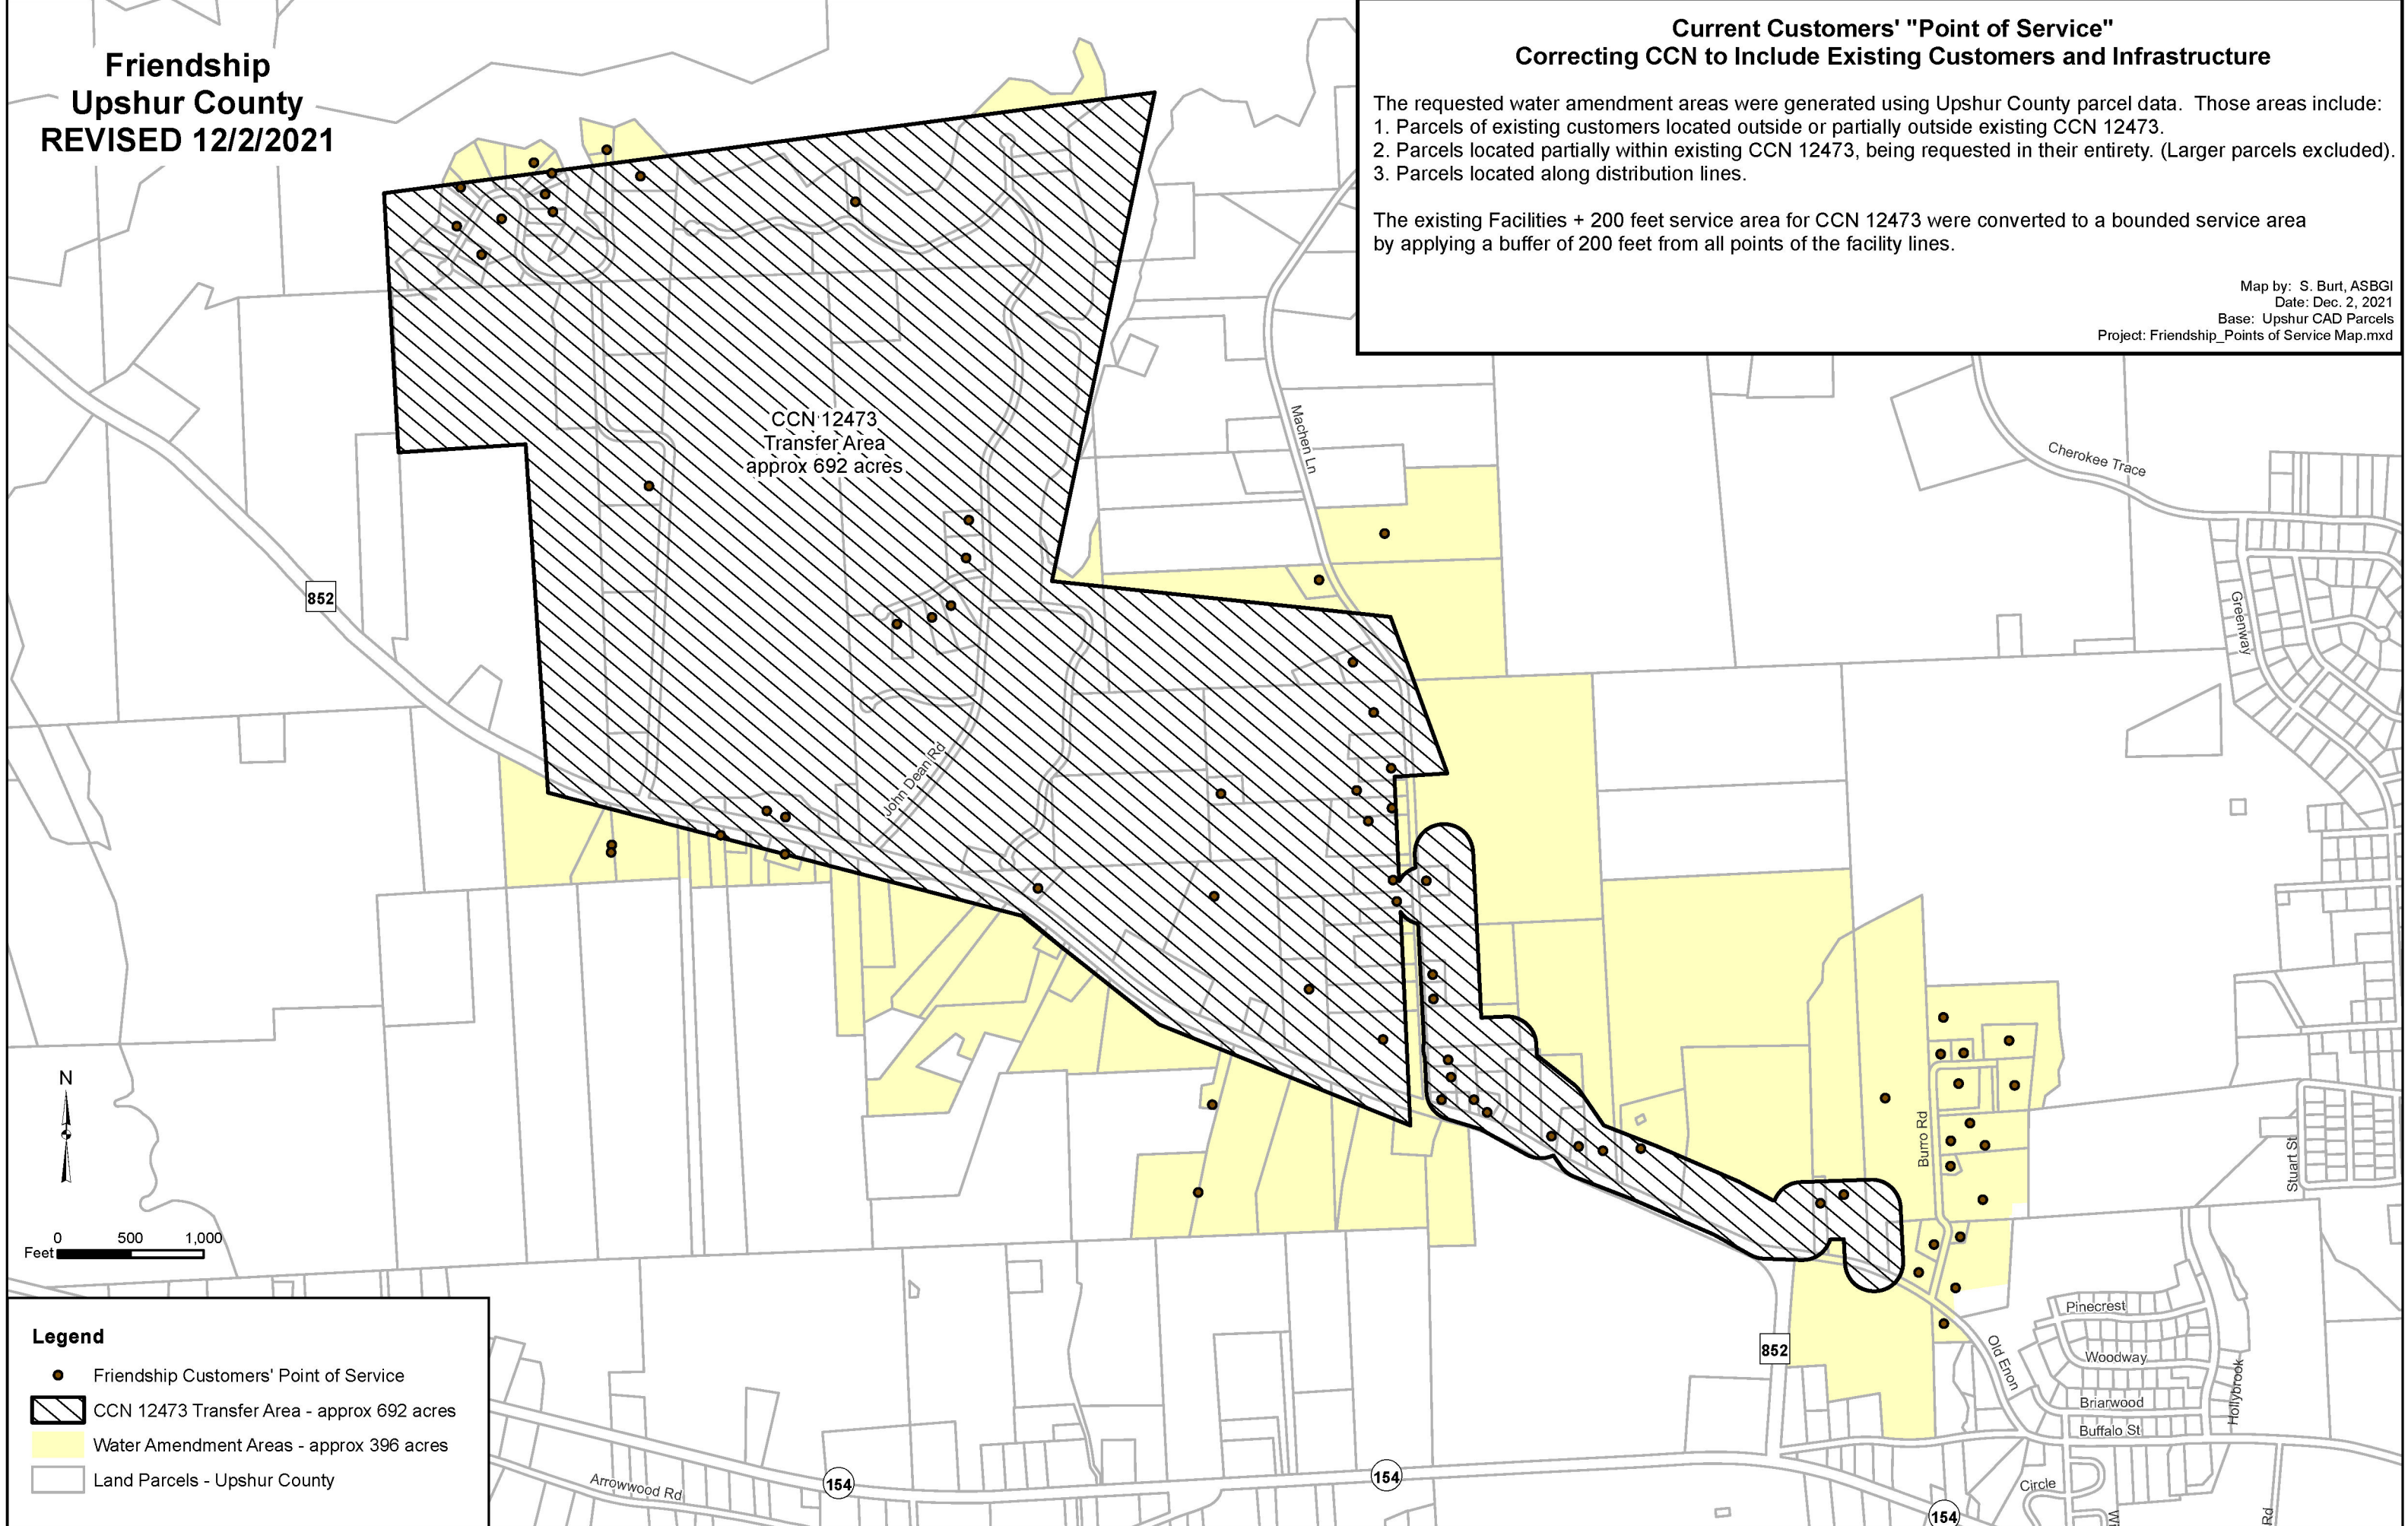 Friendship
Upshur County
REVISED 12/2/2021
Current Customers' "Point of Service"
Correcting CCN to Include Existing Customers and Infrastructure
The requested water amendment areas were generated using Upshur County parcel data.  Those areas include:
1. Parcels of existing customers located outside or partially outside existing CCN 12473.
2. Parcels located partially within existing CCN 12473, being requested in their entirety. (Larger parcels excluded).
3. Parcels located along distribution lines.
The existing Facilities + 200 feet service area for CCN 12473 were converted to a bounded service area
by applying a buffer of 200 feet from all points of the facility lines.
Map by:  S. Burt, ASBGI
Date: Dec. 2, 2021
Base:  Upshur CAD Parcels
Project: Friendship_Points of Service Map.mxd
CCN 12473
Transfer Area
approx 692 acres
Machen Ln
Cherokee Trace
Greenway
852
John Dean Rd
Burro Rd
Stuart St
N
0 500 1,000
Feet
Pinecrest
Old Enon
Woodway
852
Hollybrook
Briarwood
Buffalo St
Legend
Friendship Customers' Point of Service
CCN 12473 Transfer Area - approx 692 acres
Water Amendment Areas - approx 396 acres
Land Parcels - Upshur County
Arrowwood Rd
154
154
154
Circle
Rd